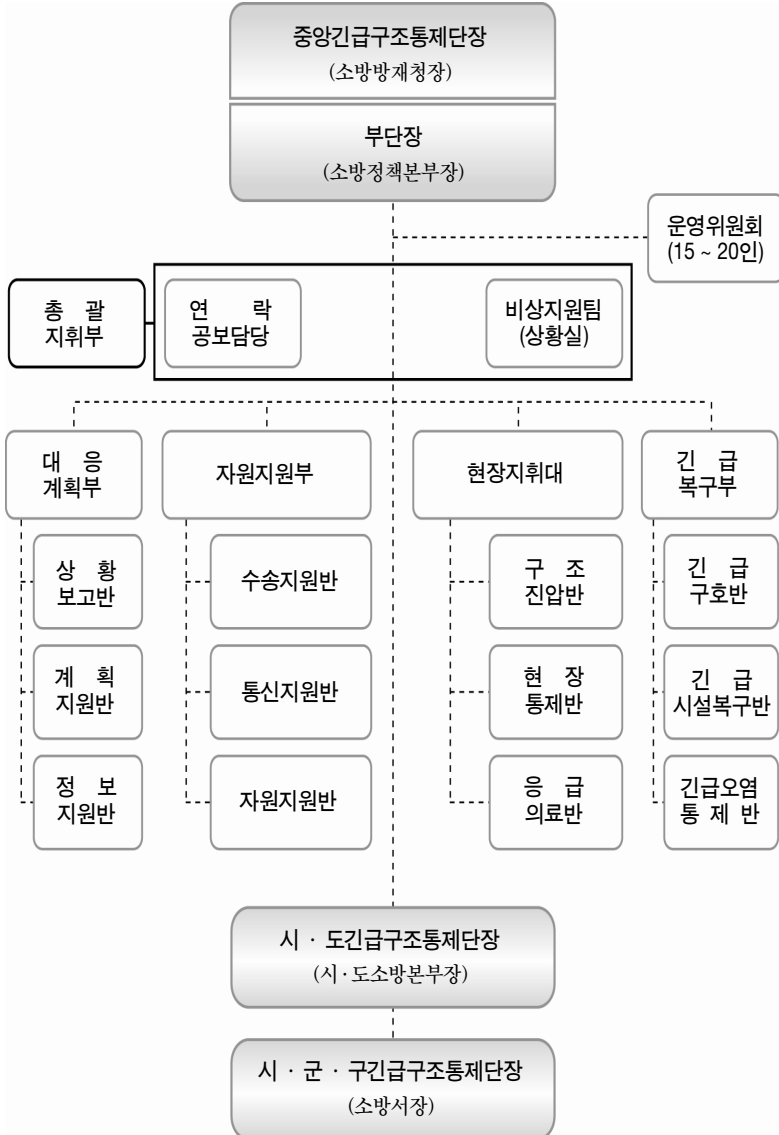 중앙긴급구조통제단장
(소방방재청장)
부단장
(소방정책본부장)
운영위원회
(15 ~ 20인)
총 괄
지휘부
연 락
공보담당
비상지원팀
(상황실)
대 응
계획부
자원지원부
현장지휘대
긴 급
복구부
상 황
보고반
수송지원반
구 조
진압반
긴 급
구호반
계 획
지원반
통신지원반
현 장
통제반
긴 급
시설복구반
정 보
지원반
자원지원반
응 급
의료반
긴급오염
통 제 반
시 · 도긴급구조통제단장
(시·도소방본부장)
시 · 군 · 구긴급구조통제단장
(소방서장)